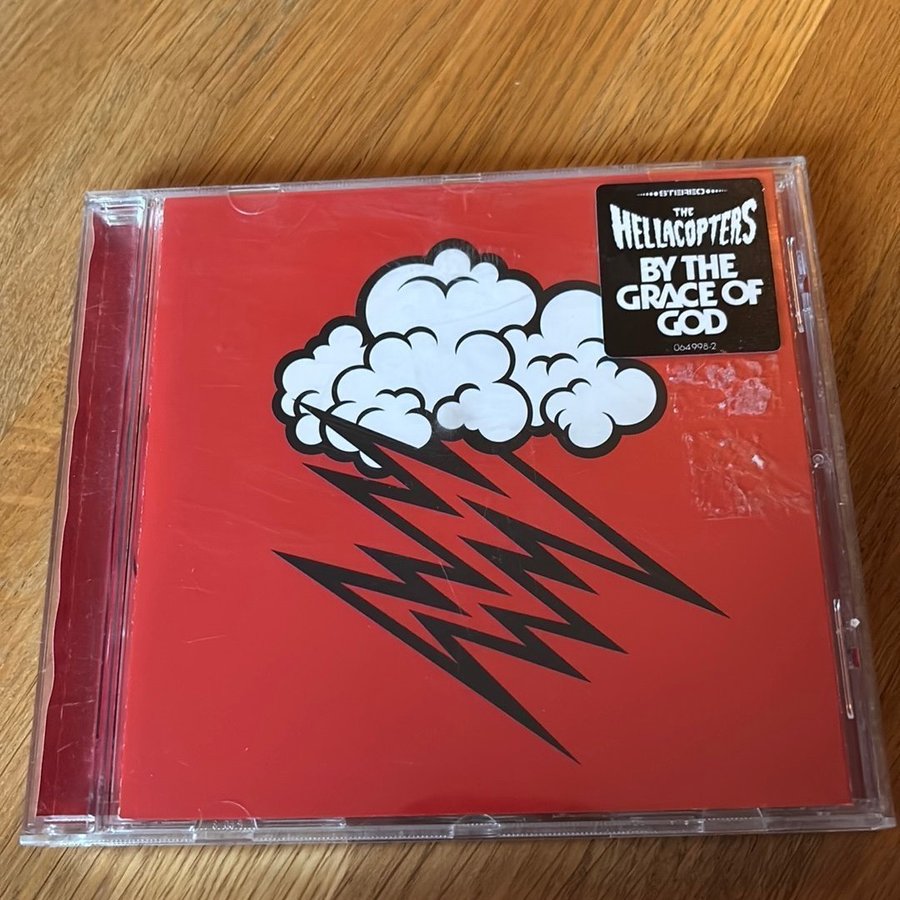 STEREO
THE
HELLACOPTERS
BY THE
GRACE OF
GOD
064998-2